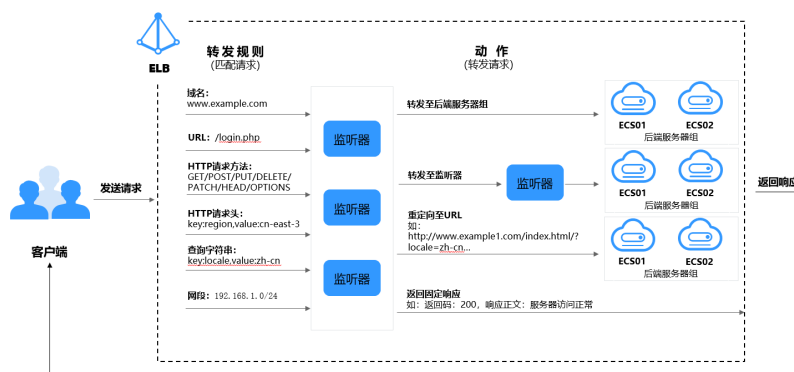 ELB
转发规则
(匹配请求)
动 作
(转发请求)
域名：
www.example.com
URL：/login.php
HTTP请求方法：
GET/POST/PUT/DELETE/
PATCH/HEAD/OPTIONS
HTTP请求头：
key:region,value:cn-east-3
查询字符串：
key:locale,value:zh-cn
网段：192.168.1.0/24
监听器
监听器
监听器
转发至后端服务器组
转发至监听器
监听器
重定向至URL
如：
http://www.example1.com/index.html/?
locale=zh-cn...
返回固定响应
如：返回码：200，响应正文：服务器访问正常
ECS01
ECS02
后端服务器组
ECS01
ECS02
后端服务器组
ECS01
ECS02
后端服务器组
发送请求
客户端
返回响应